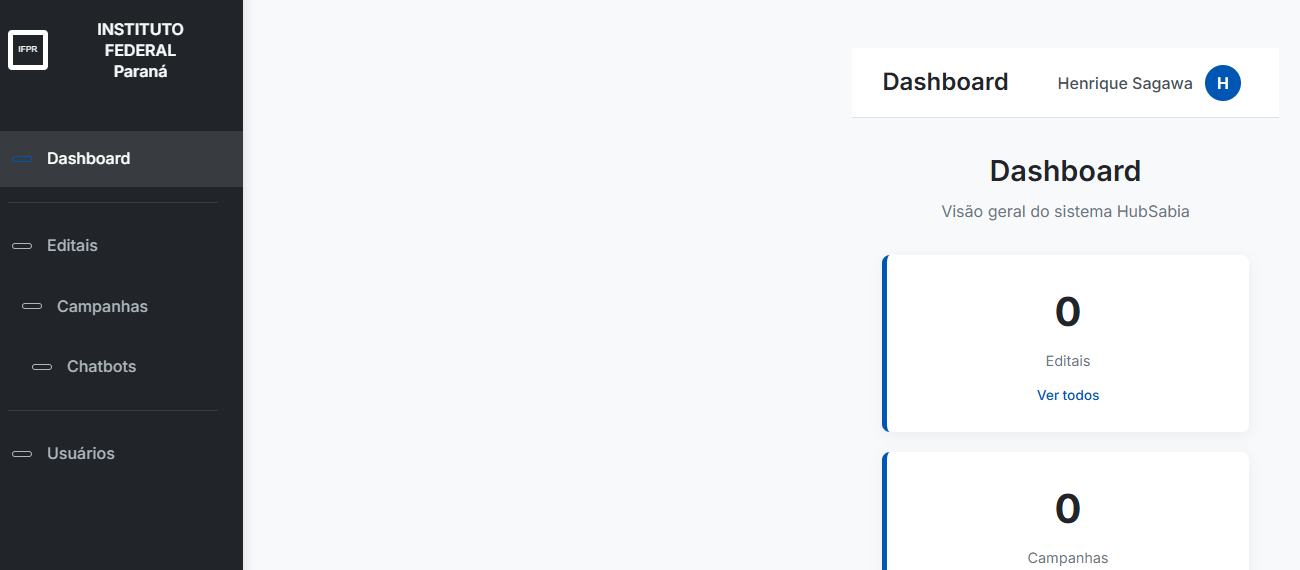 IFPR
INSTITUTO
FEDERAL
Paraná
Dashboard
Editais
Campanhas
Chatbots
Usuários
Dashboard
Henrique Sagawa
H
Dashboard
Visão geral do sistema HubSabia
0
Editais
Ver todos
0
Campanhas